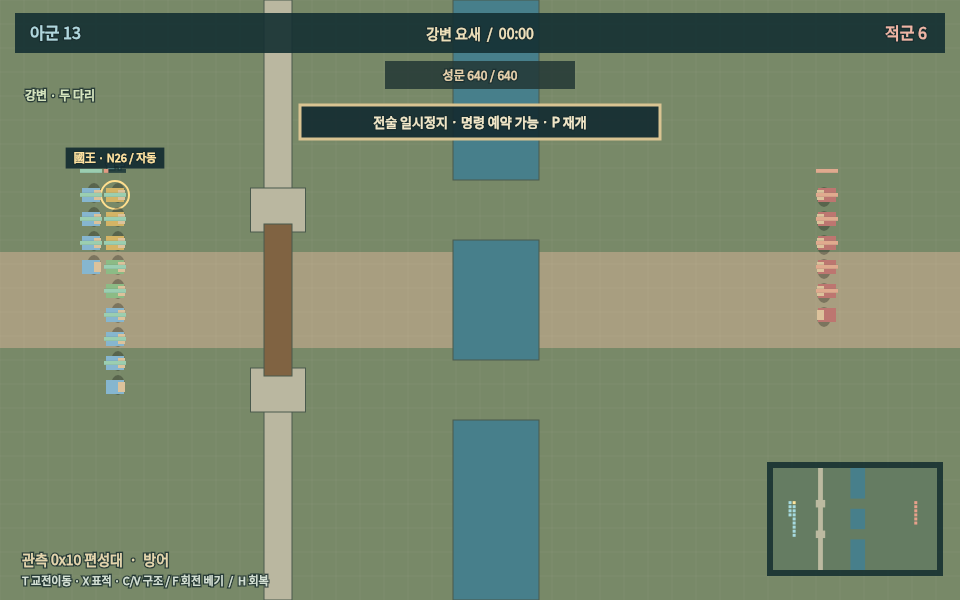 아군 13
강변 요새 / 00:00
적군 6
성문 640 / 640
강변 · 두 다리
전술 일시정지 · 명령 예약 가능 · P 재개
國王 · N26 / 자동
관측 0x10 편성대 · 방어
T 교전이동 · X 표적 · C/V 구조 / F 회전 베기 / H 회복